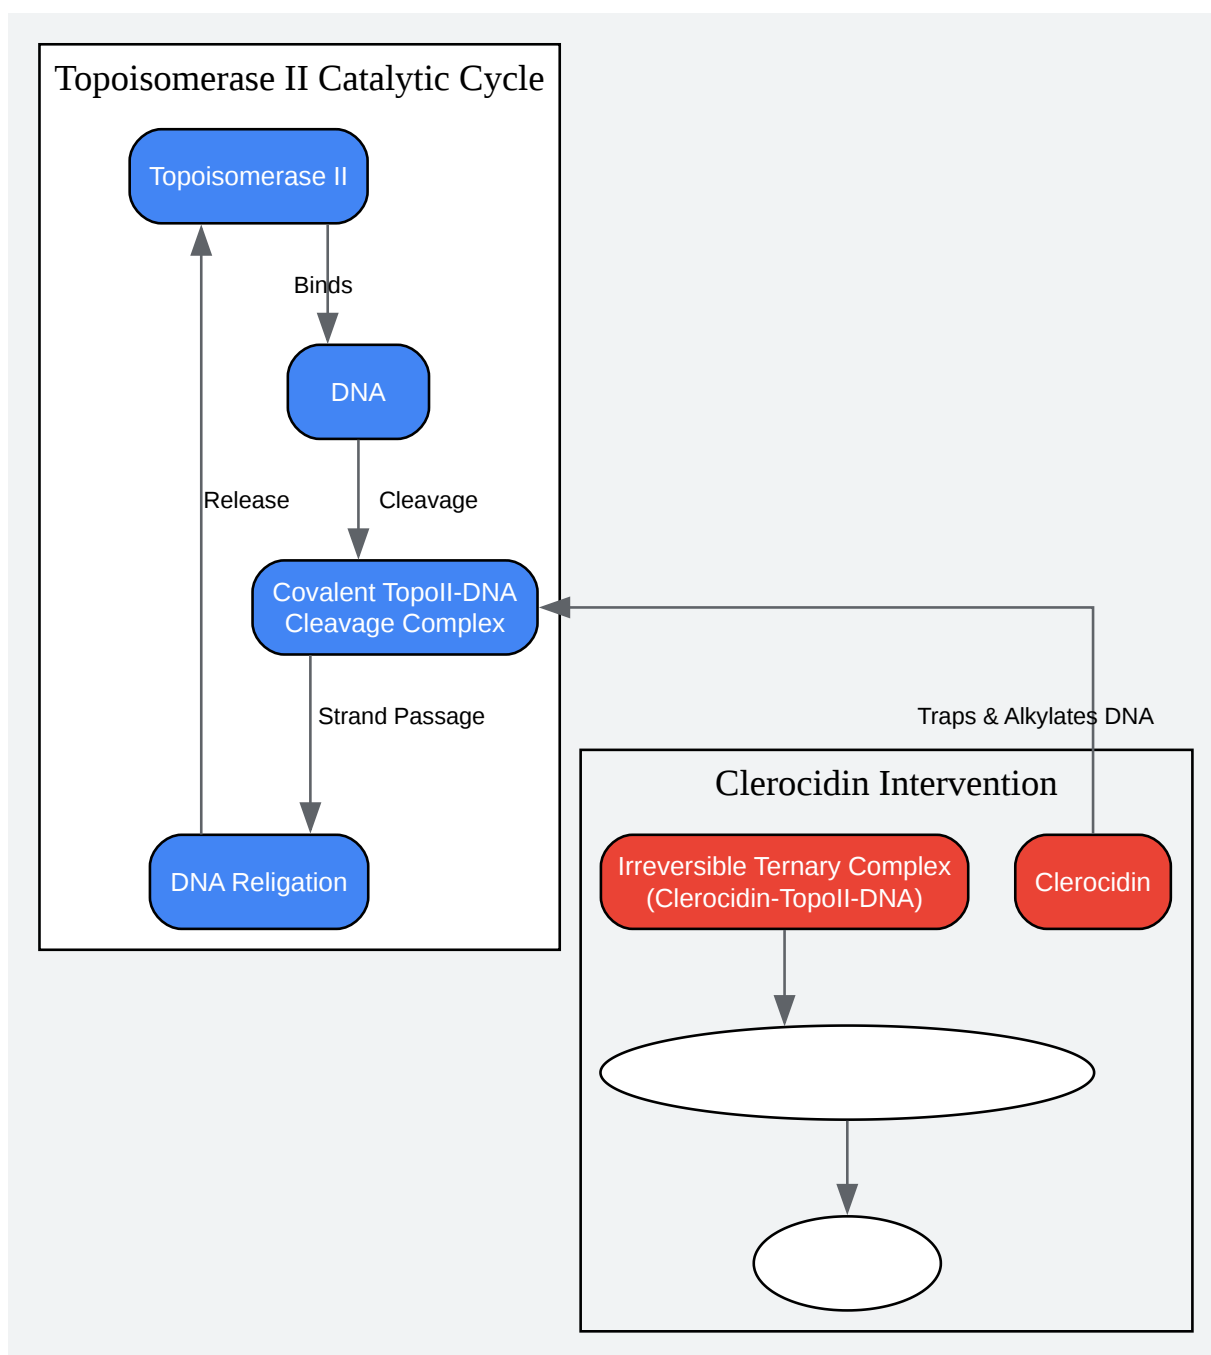 Topoisomerase II Catalytic Cycle
Topoisomerase II
Binds
DNA
Release
Cleavage
Covalent TopoII-DNA
Cleavage Complex
Strand Passage
Traps & Alkylates DNA
DNA Religation
Clerocidin Intervention
Irreversible Ternary Complex
(Clerocidin-TopoII-DNA)
Clerocidin